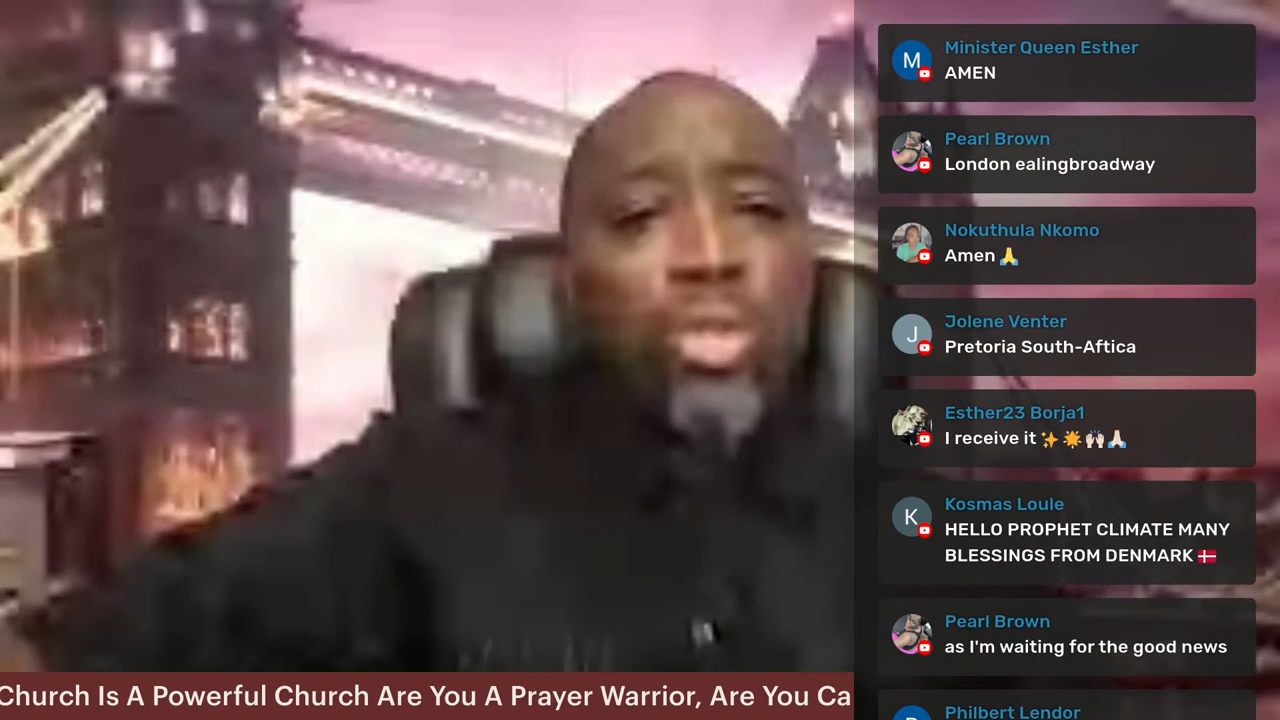 Minister Queen Esther
AMEN
Pearl Brown
London ealingbroadway
Nokuthula Nkomo
Amen 🙏
Jolene Venter
Pretoria South-Aftica
Esther23 Borja1
I receive it ✨ 🌟 🙌🏻 🙏🏻
Kosmas Loule
HELLO PROPHET CLIMATE MANY
BLESSINGS FROM DENMARK 🇩🇰
Pearl Brown
as I'm waiting for the good news
Philbert Lendor
Church Is A Powerful Church Are You A Prayer Warrior, Are You Ca
M
J
K